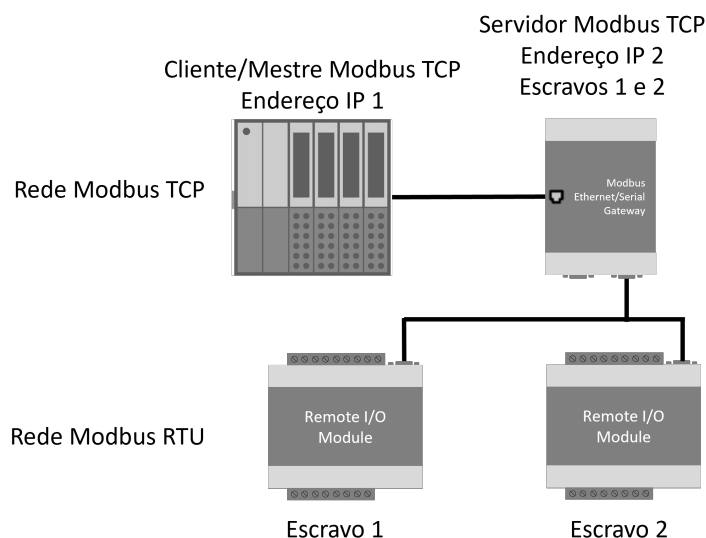 Servidor Modbus TCP
Endereço IP 2
Escravos 1 e 2
Cliente/Mestre Modbus TCP
Endereço IP 1
Rede Modbus TCP
Modbus
Ethernet/Serial
Gateway
Rede Modbus RTU
Remote I/O
Module
Remote I/O
Module
Escravo 1
Escravo 2